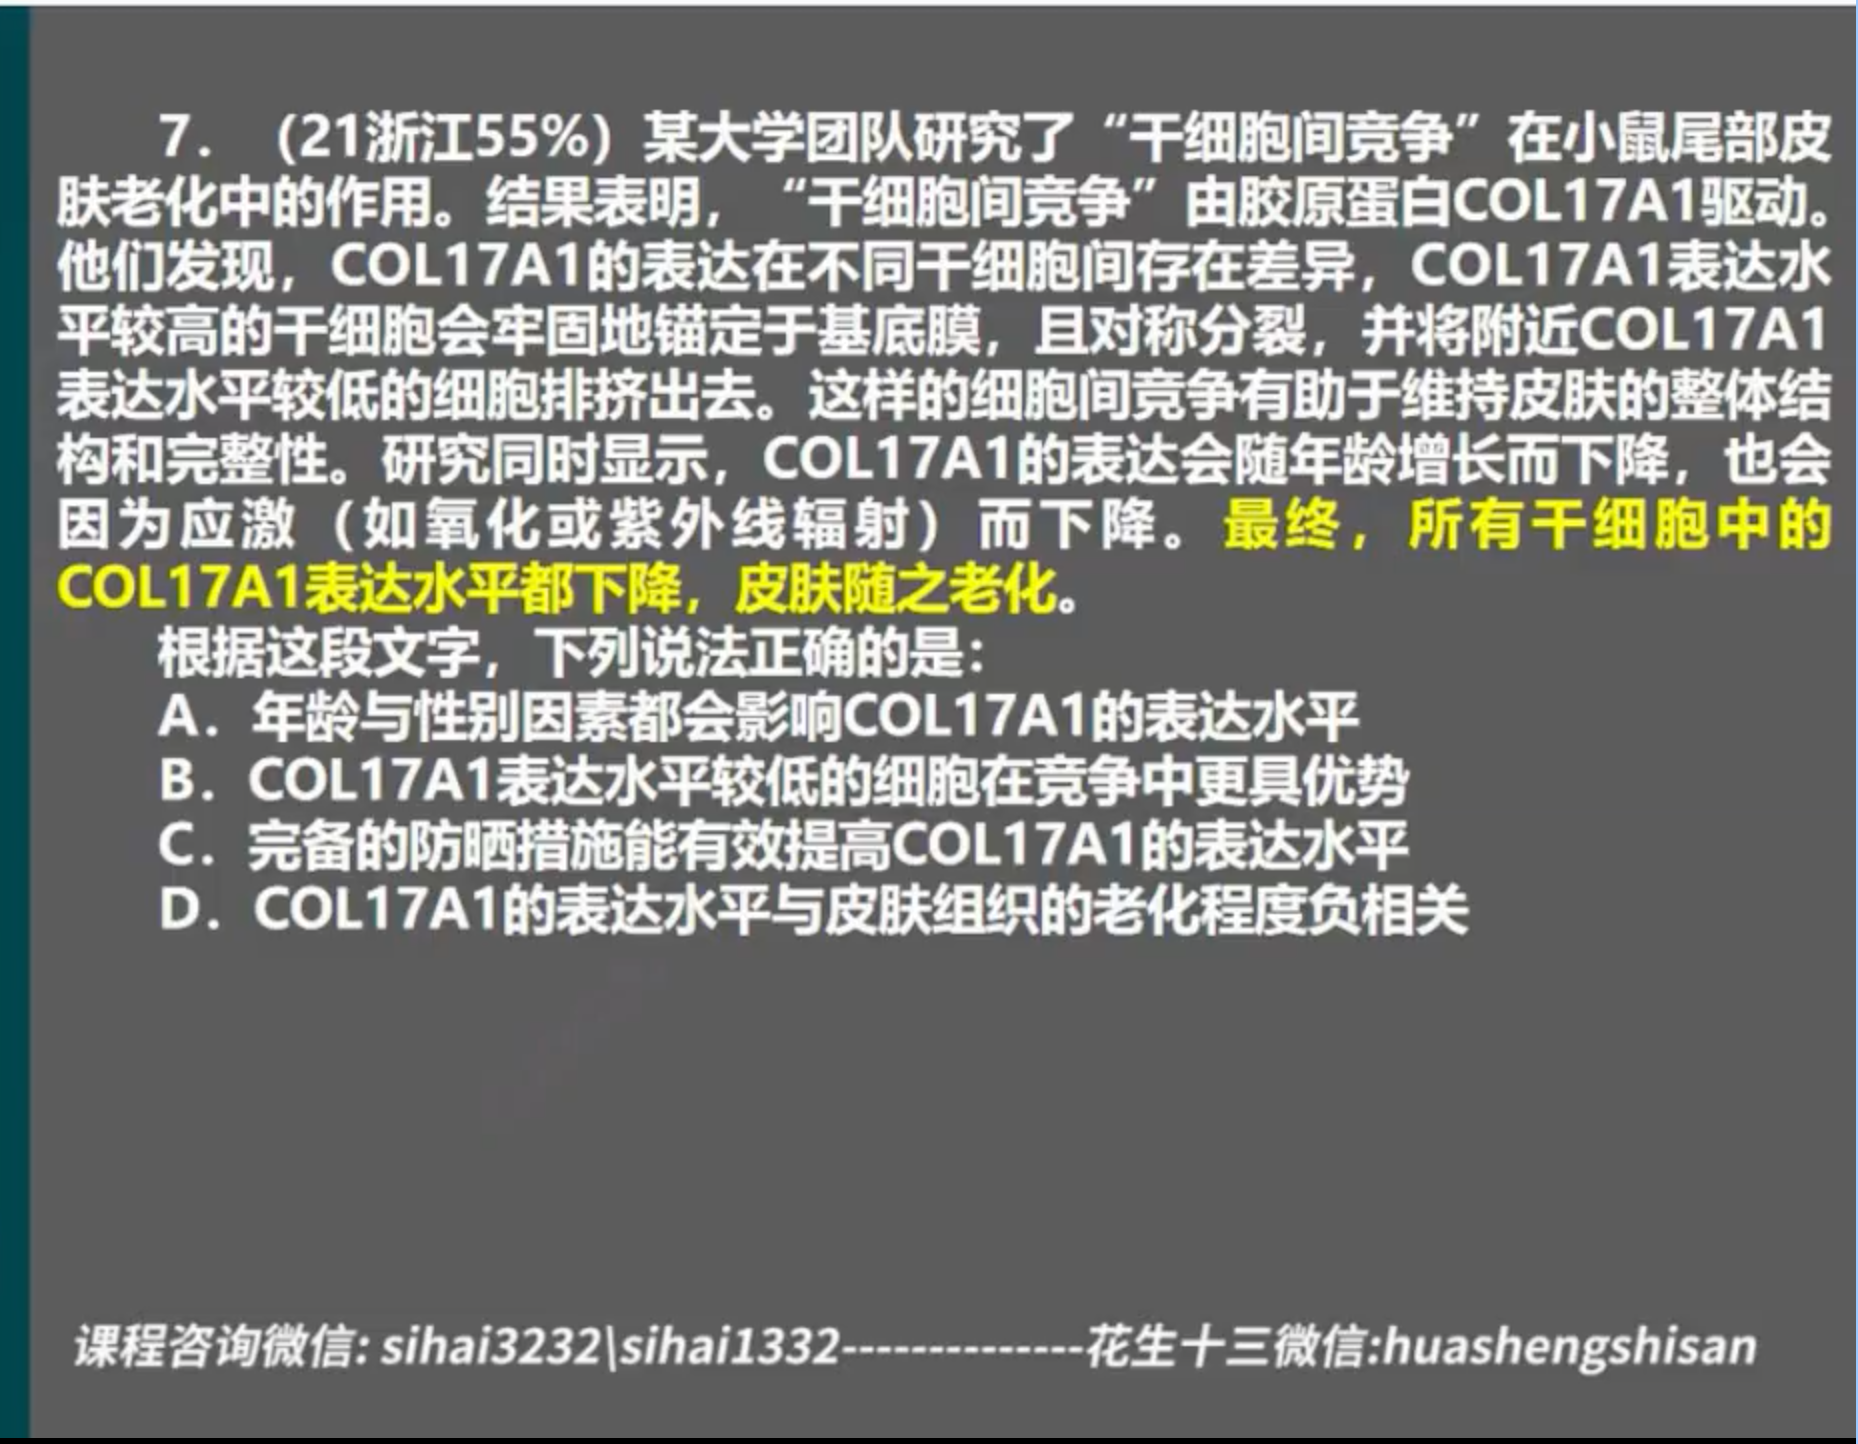 7. （21浙江55%）某大学团队研究了“干细胞间竞争”在小鼠尾部皮
肤老化中的作用。结果表明，“干细胞间竞争”由胶原蛋白COL17A1驱动。
他们发现，COL17A1的表达在不同干细胞间存在差异，COL17A1表达水
平较高的干细胞会牢固地锚定于基底膜，且对称分裂，并将附近COL17A1
表达水平较低的细胞排挤出去。这样的细胞间竞争有助于维持皮肤的整体结
构和完整性。研究同时显示，COL17A1的表达会随年龄增长而下降，也会
因为应激（如氧化或紫外线辐射）而下降。最终，所有干细胞中的
COL17A1表达水平都下降，皮肤随之老化。
根据这段文字，下列说法正确的是：
A. 年龄与性别因素都会影响COL17A1的表达水平
B. COL17A1表达水平较低的细胞在竞争中更具优势
C. 完备的防晒措施能有效提高COL17A1的表达水平
D. COL17A1的表达水平与皮肤组织的老化程度负相关
课程咨询微信: sihai3232\sihai1332--------------花生十三微信:huashengshisan